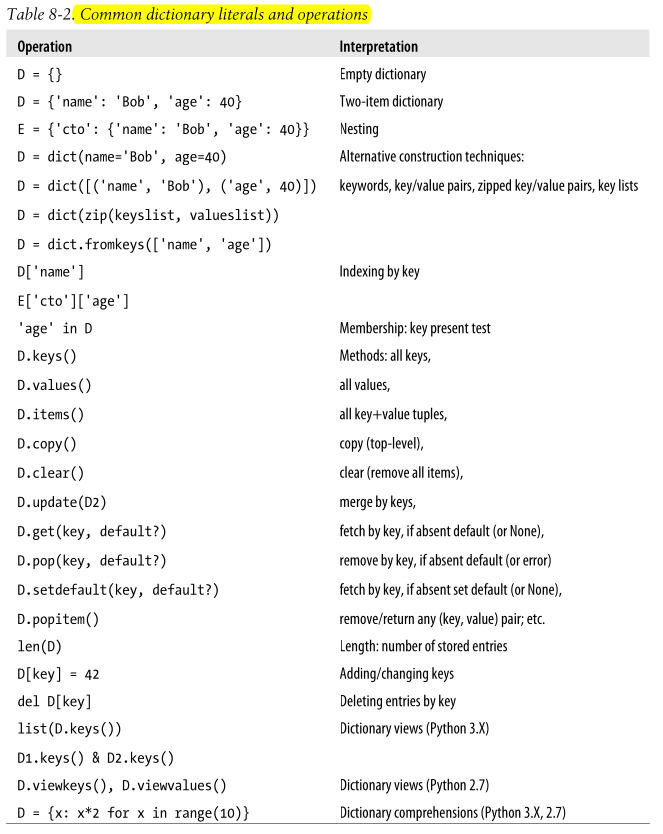 Table 8-2. Common dictionary literals and operations
Operation Interpretation
D = {} Empty dictionary
D = {'name': 'Bob', 'age': 40} Two-item dictionary
E = {'cto': {'name': 'Bob', 'age': 40}} Nesting
D = dict(name='Bob', age=40) Alternative construction techniques:
D = dict([('name', 'Bob'), ('age', 40)]) keywords, key/value pairs, zipped key/value pairs, key lists
D = dict(zip(keyslist, valueslist))
D = dict.fromkeys(['name', 'age'])
D['name'] Indexing by key
E['cto']['age']
'age' in D Membership: key present test
D.keys() Methods: all keys,
D.values() all values,
D.items() all key+value tuples,
D.copy() copy (top-level),
D.clear() clear (remove all items),
D.update(D2) merge by keys,
D.get(key, default?) fetch by key, if absent default (or None),
D.pop(key, default?) remove by key, if absent default (or error)
D.setdefault(key, default?) fetch by key, if absent set default (or None),
D.popitem() remove/return any (key, value) pair; etc.
len(D) Length: number of stored entries
D[key] = 42 Adding/changing keys
del D[key] Deleting entries by key
list(D.keys()) Dictionary views (Python 3.X)
D1.keys() & D2.keys()
D.viewkeys(), D.viewvalues() Dictionary views (Python 2.7)
D = {x: x*2 for x in range(10)} Dictionary comprehensions (Python 3.X, 2.7)